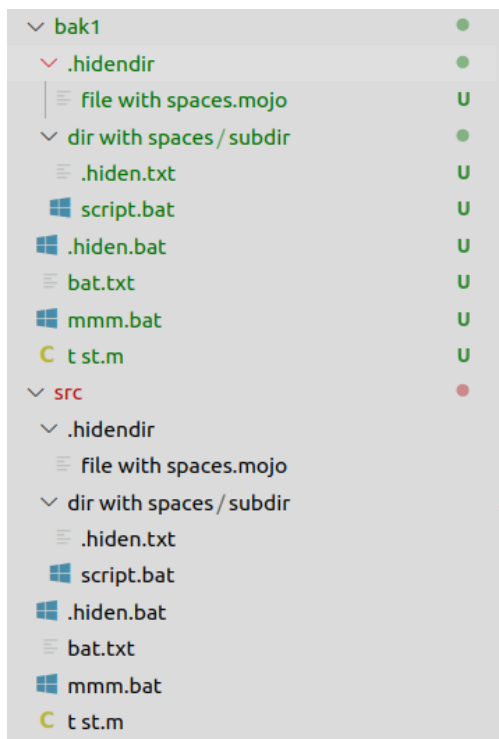 bak1
.hidendir
file with spaces.mojo U
dir with spaces / subdir
.hiden.txt U
script.bat U
.hiden.bat U
bat.txt U
mmm.bat U
C t st.m U
src
.hidendir
file with spaces.mojo
dir with spaces / subdir
.hiden.txt
script.bat
.hiden.bat
bat.txt
mmm.bat
C t st.m